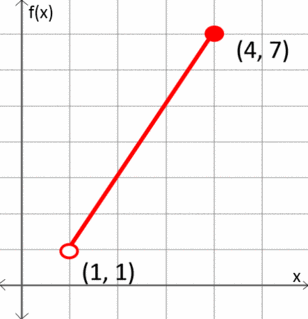 f(x)
(4, 7)
x
(1, 1)